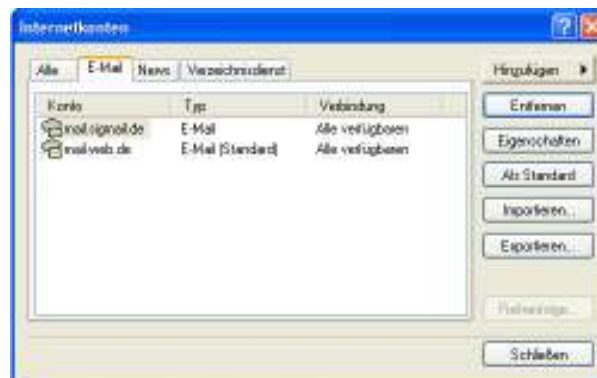 Internetkonten
Alle E-Mail News Verzeichnisdienst
Hinzufügen
Konto Typ Verbindung
Entfernen
mail.sigmail.de E-Mail Alle verfügbaren
mail.web.de E-Mail (Standard) Alle verfügbaren
Eigenschaften
Als Standard
Importieren...
Exportieren...
Schließen